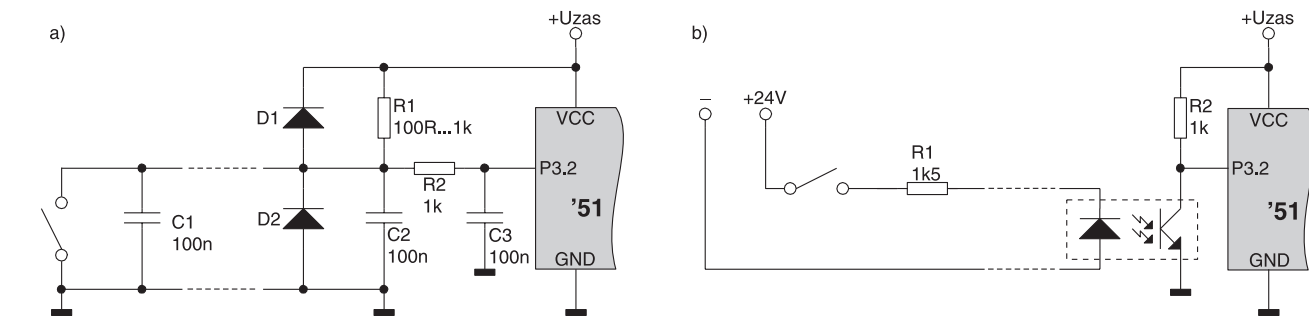 a)
+Uzas
D1
R1
100R...1k
VCC
P3.2
R2
1k
'51
C1
100n
D2
C2
100n
C3
100n
GND
b)
+Uzas
–
+24V
R2
1k
VCC
R1
1k5
P3.2
'51
GND